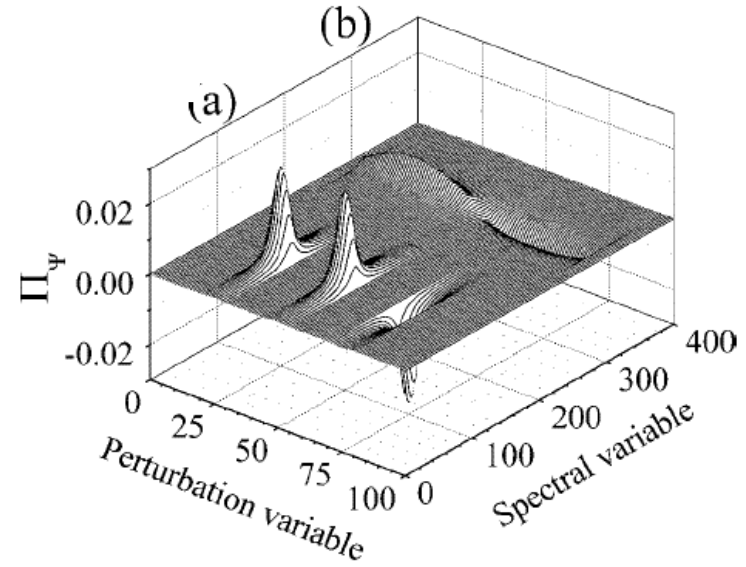 (b)
(a)
0.02
0.00
-0.02
ΠΨ
0
25
50
75
100
Perturbation variable
0
100
200
300
400
Spectral variable